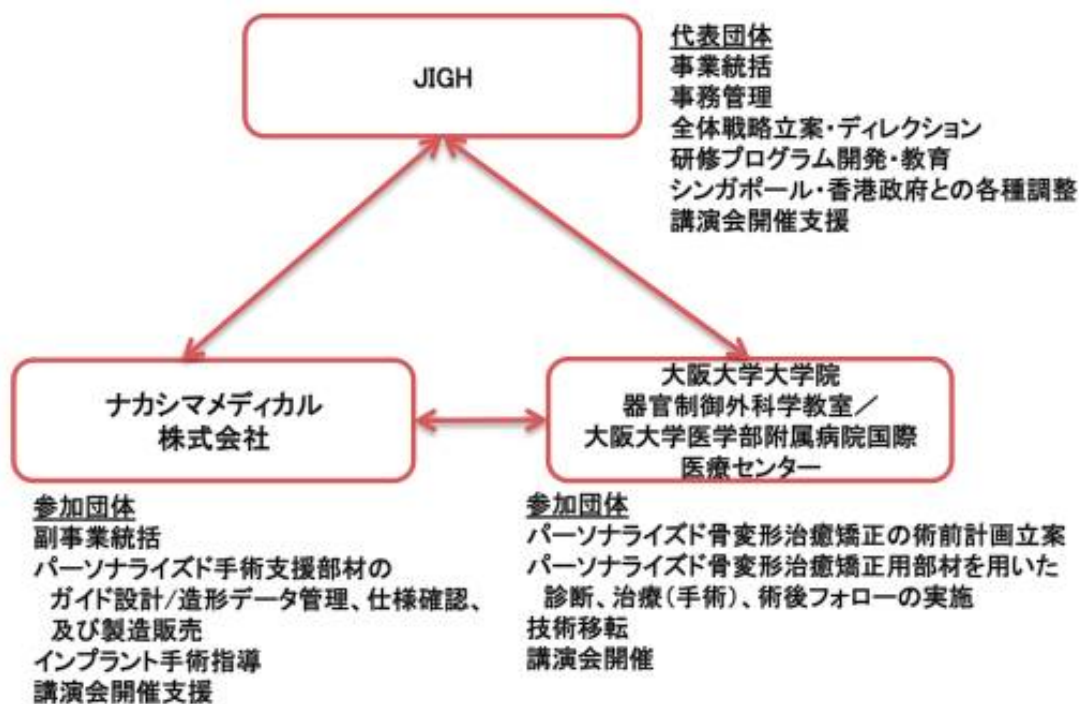 JIGH
代表団体
事業統括
事務管理
全体戦略立案・ディレクション
研修プログラム開発・教育
シンガポール・香港政府との各種調整
講演会開催支援
ナカシマメディカル
株式会社
参加団体
副事業統括
パーソナライズド手術支援部材の
ガイド設計/造形データ管理、仕様確認、
及び製造販売
インプラント手術指導
講演会開催支援
大阪大学大学院
器官制御外科学教室／
大阪大学医学部附属病院国際
医療センター
参加団体
パーソナライズド骨変形治癒矯正の術前計画立案
パーソナライズド骨変形治癒矯正用部材を用いた
診断、治療(手術)、術後フォローの実施
技術移転
講演会開催